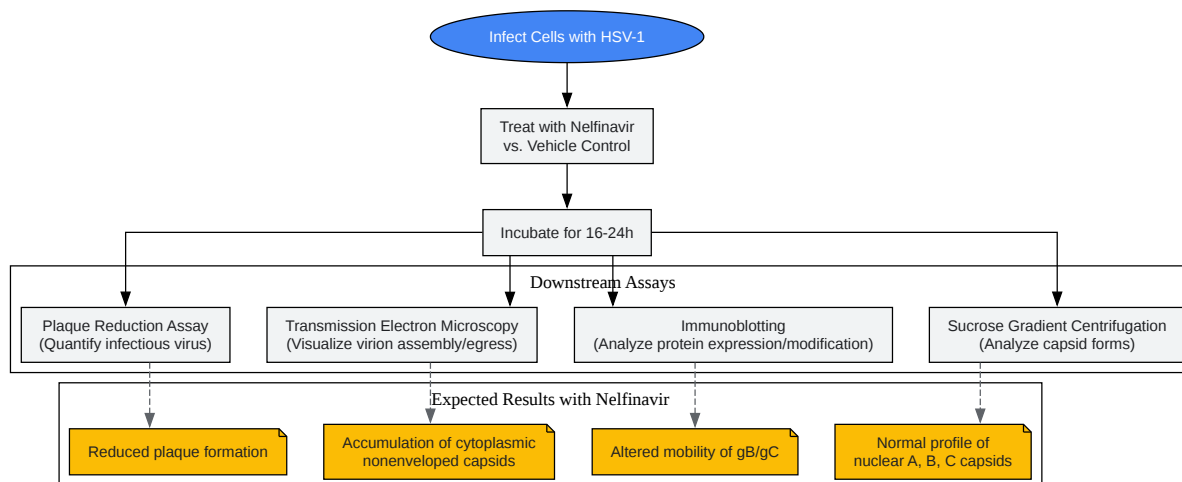 Infect Cells with HSV-1
Treat with Nelfinavir
vs. Vehicle Control
Incubate for 16-24h
Downstream Assays
Plaque Reduction Assay
(Quantify infectious virus)
Transmission Electron Microscopy
(Visualize virion assembly/egress)
Immunoblotting
(Analyze protein expression/modification)
Sucrose Gradient Centrifugation
(Analyze capsid forms)
Expected Results with Nelfinavir
Reduced plaque formation
Accumulation of cytoplasmic
nonenveloped capsids
Altered mobility of gB/gC
Normal profile of
nuclear A, B, C capsids